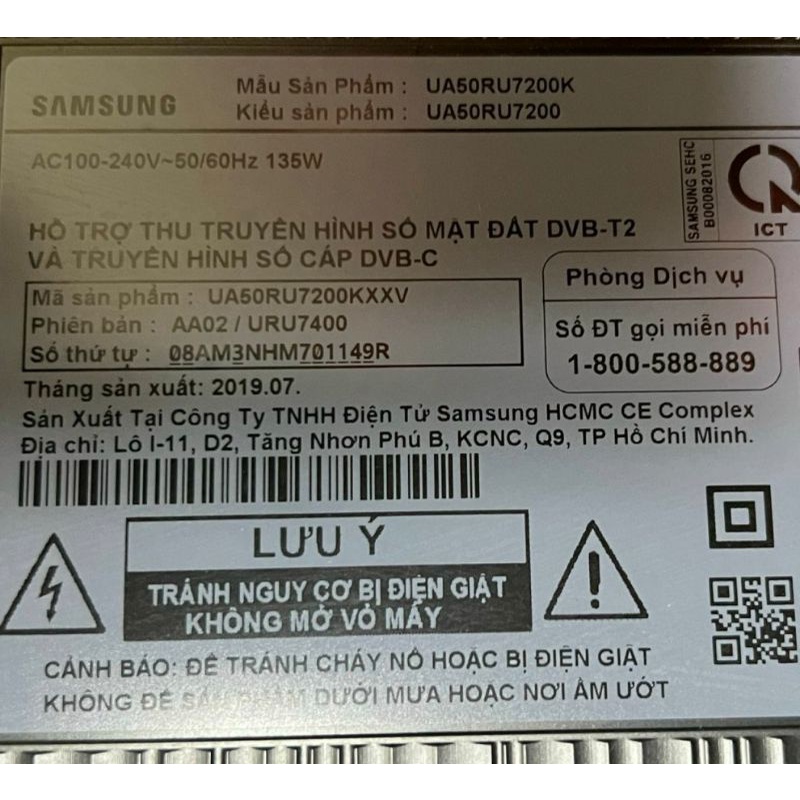 SAMSUNG
Mẫu Sản Phẩm : UA50RU7200K
Kiểu sản phẩm : UA50RU7200
AC100-240V~50/60Hz 135W
SAMSUNG SEHC
B00082016
ICT
HỖ TRỢ THU TRUYỀN HÌNH SỐ MẶT ĐẤT DVB-T2
VÀ TRUYỀN HÌNH SỐ CÁP DVB-C
Mã sản phẩm : UA50RU7200KXXV
Phiên bản : AA02 / URU7400
Số thứ tự : 08AM3NHM701149R
Phòng Dịch vụ
Số ĐT gọi miễn phí
1-800-588-889
Tháng sản xuất: 2019.07.
Sản Xuất Tại Công Ty TNHH Điện Tử Samsung HCMC CE Complex
Địa chỉ: Lô I-11, D2, Tăng Nhơn Phú B, KCNC, Q9, TP Hồ Chí Minh.
LƯU Ý
TRÁNH NGUY CƠ BỊ ĐIỆN GIẬT
KHÔNG MỞ VỎ MÁY
CẢNH BÁO: ĐỂ TRÁNH CHÁY NỔ HOẶC BỊ ĐIỆN GIẬT
KHÔNG ĐỂ SẢN PHẨM DƯỚI MƯA HOẶC NƠI ẨM ƯỚT